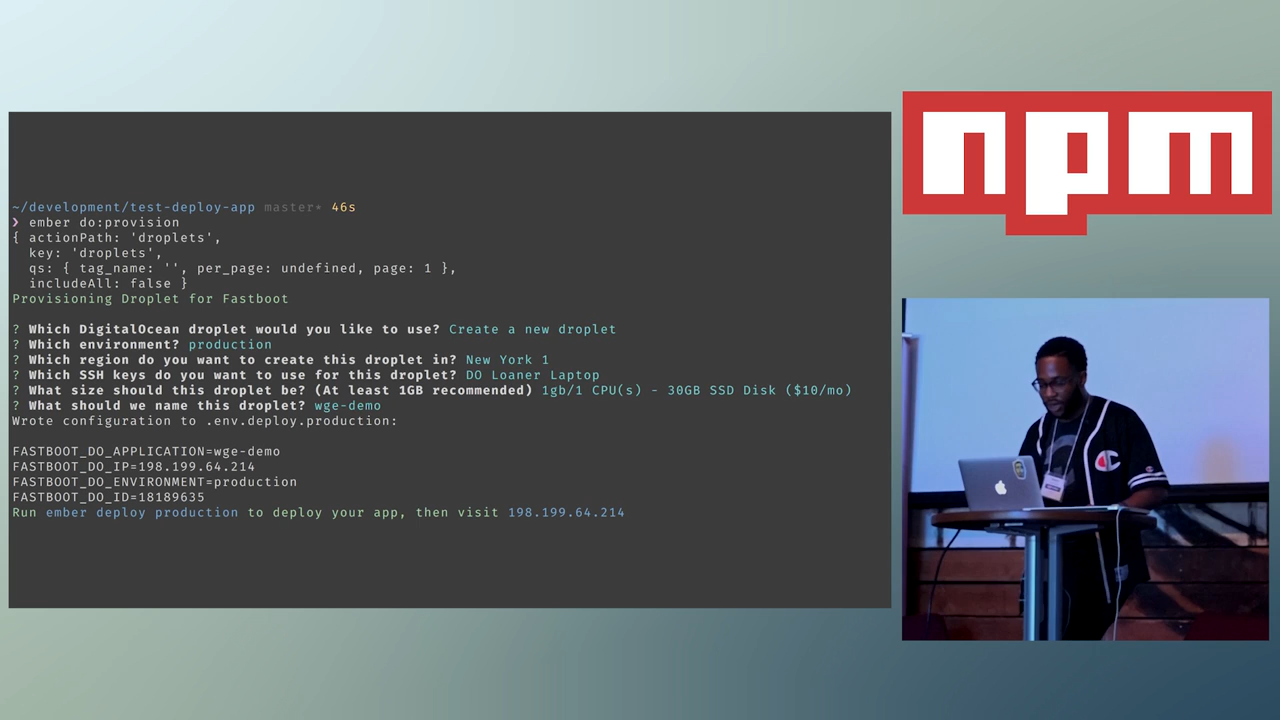 ~/development/test-deploy-app master* 46s
❯ ember do:provision
{ actionPath: 'droplets',
  key: 'droplets',
  qs: { tag_name: '', per_page: undefined, page: 1 },
  includeAll: false }
Provisioning Droplet for Fastboot
? Which DigitalOcean droplet would you like to use? Create a new droplet
? Which environment? production
? Which region do you want to create this droplet in? New York 1
? Which SSH keys do you want to use for this droplet? DO Loaner Laptop
? What size should this droplet be? (At least 1GB recommended) 1gb/1 CPU(s) - 30GB SSD Disk ($10/mo)
? What should we name this droplet? wge-demo
Wrote configuration to .env.deploy.production:
FASTBOOT_DO_APPLICATION=wge-demo
FASTBOOT_DO_IP=198.199.64.214
FASTBOOT_DO_ENVIRONMENT=production
FASTBOOT_DO_ID=18189635
Run ember deploy production to deploy your app, then visit 198.199.64.214
npm